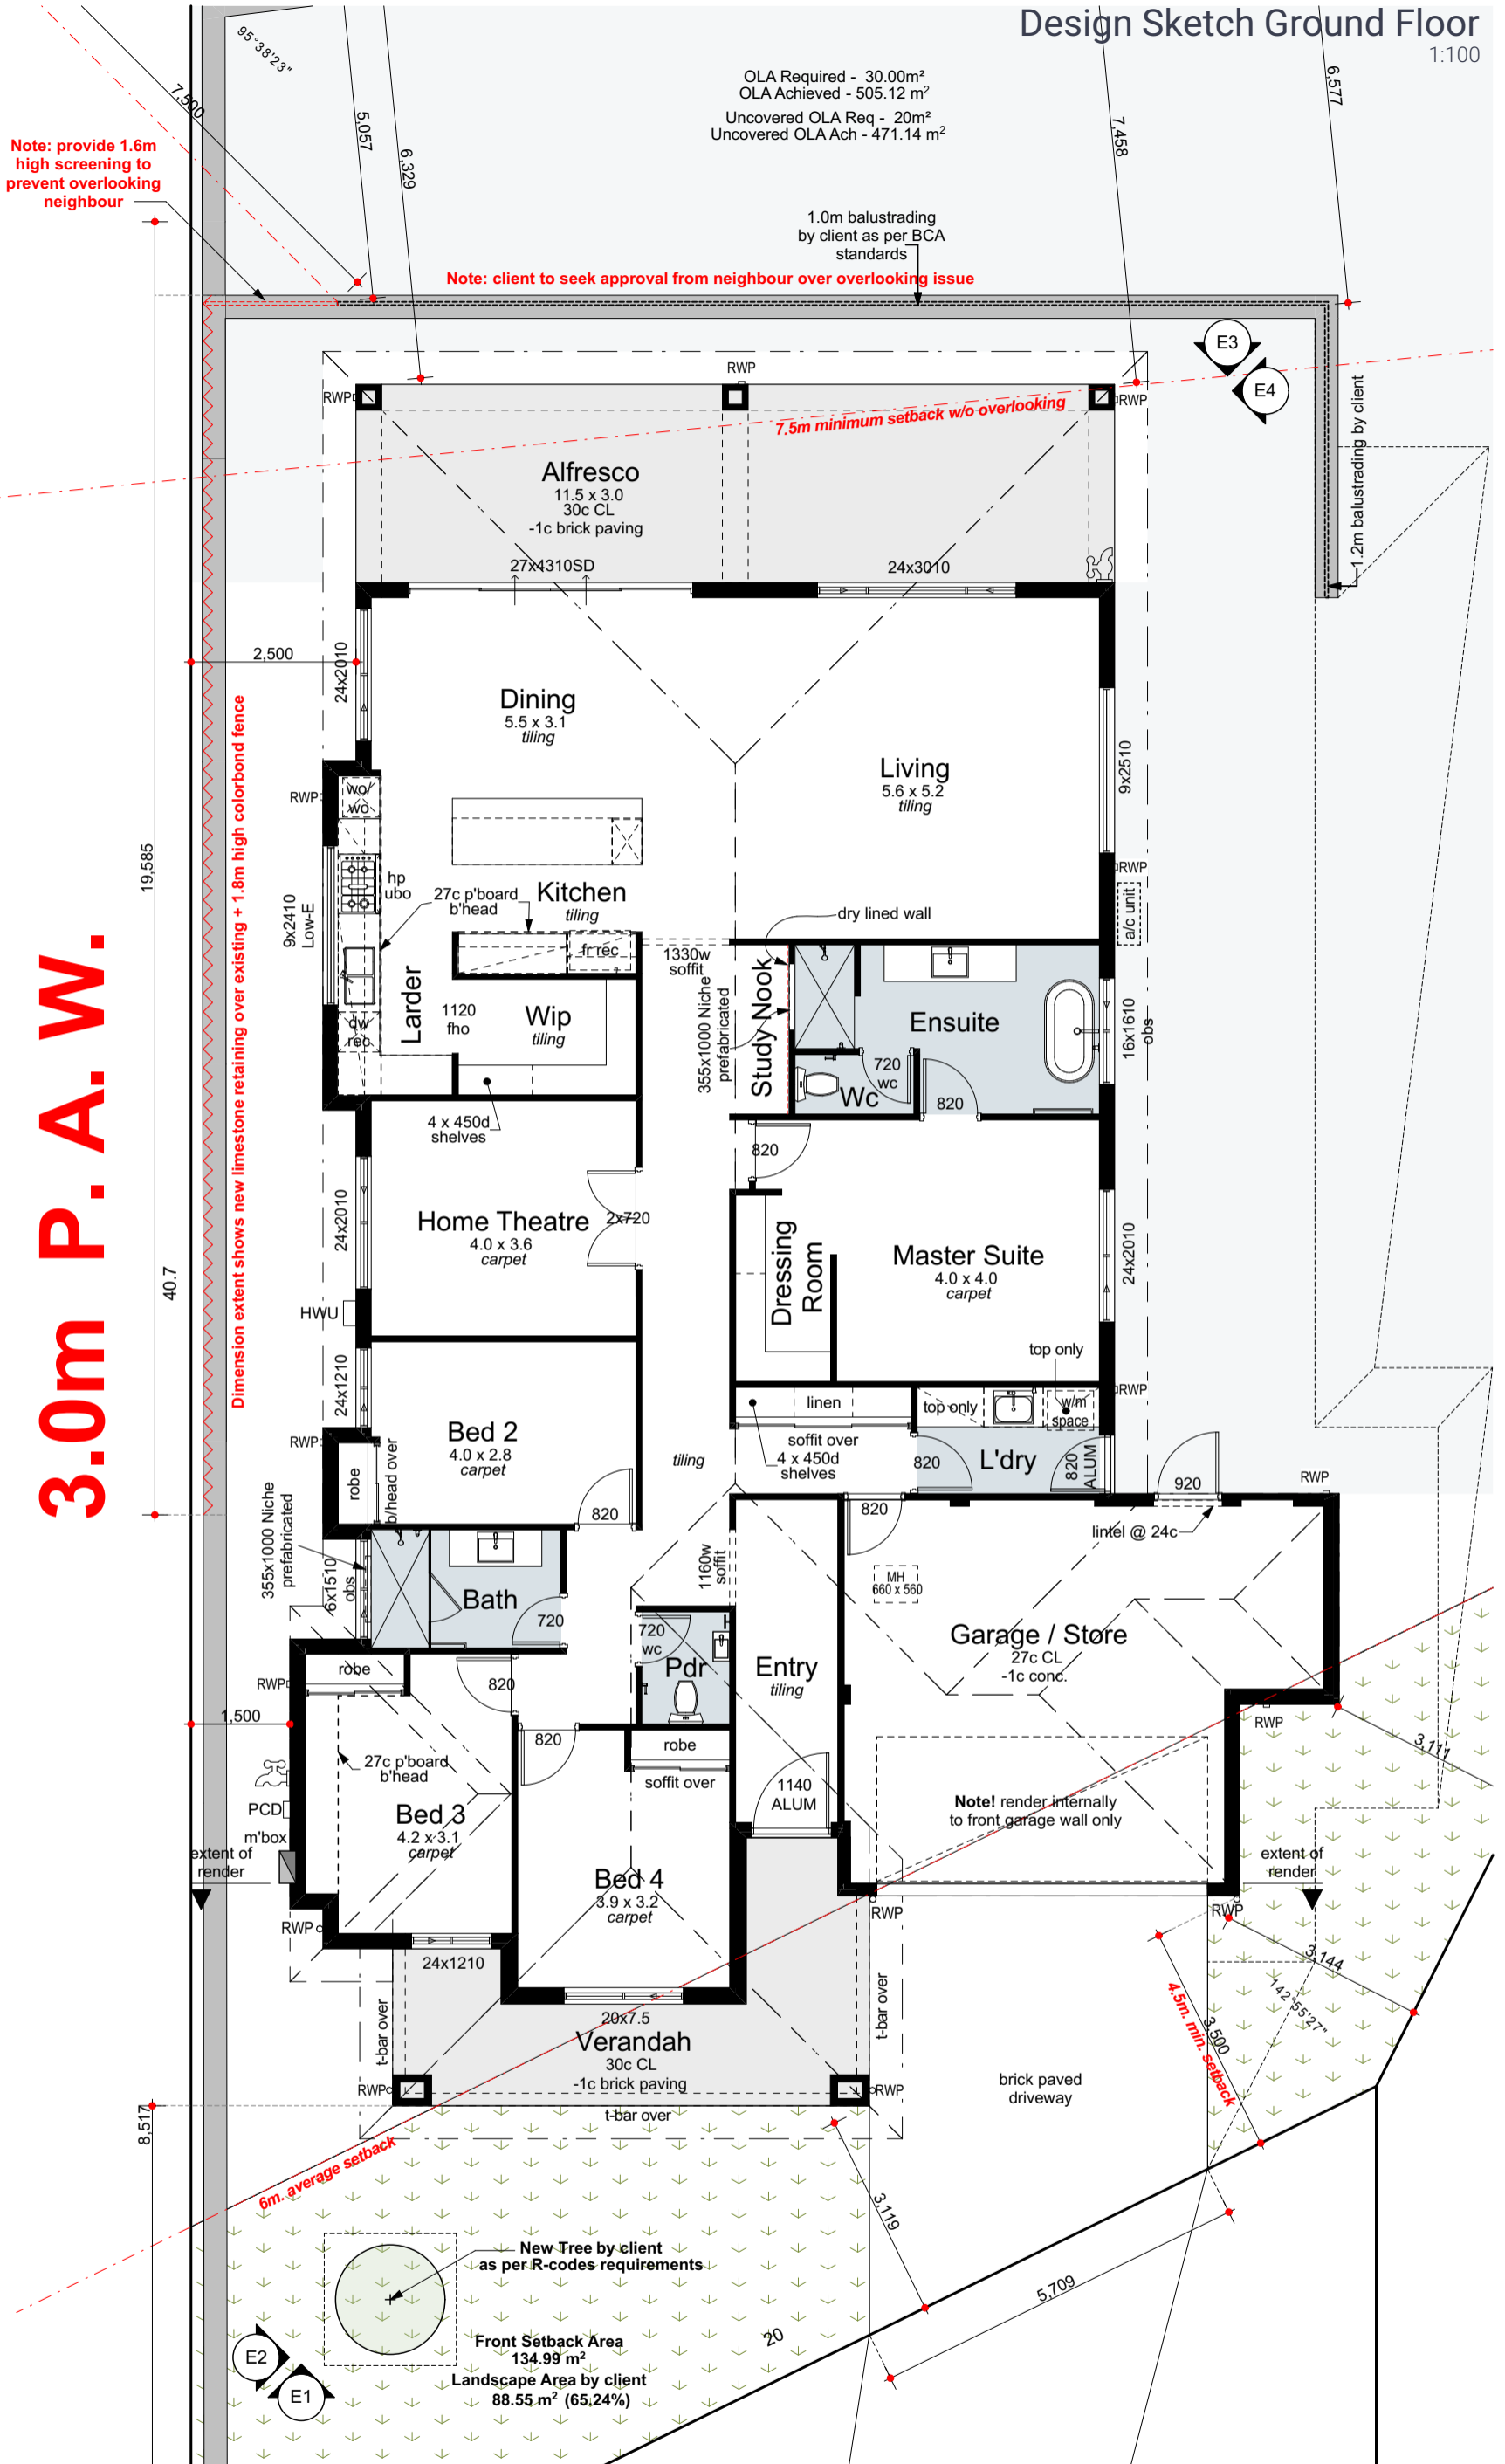 Design Sketch Ground Floor
1:100
95°38'23"
7,500
5,057
6,329
7,458
6,577
OLA Required - 30.00m²
OLA Achieved - 505.12 m²
Uncovered OLA Req - 20m²
Uncovered OLA Ach - 471.14 m²
Note: provide 1.6m
high screening to
prevent overlooking
neighbour
1.0m balustrading
by client as per BCA
standards
Note: client to seek approval from neighbour over overlooking issue
E3
E4
RWP
RWP
RWP
7.5m minimum setback w/o overlooking
1.2m balustrading by client
Alfresco
11.5 x 3.0
30c CL
-1c brick paving
27x4310SD
24x3010
2,500
24x2010
Dining
5.5 x 3.1
tiling
Living
5.6 x 5.2
tiling
9x2510
RWP
wo/
wo
hp
ubo
27c p'board
b'head
Kitchen
tiling
fr rec
dry lined wall
RWP
a/c unit
9x2410
Low-E
19,585
1330w
soffit
355x1000 Niche
prefabricated
Study Nook
Larder
1120
fho
Wip
tiling
dw
rec
Ensuite
16x1610
obs
720
wc
Wc
820
4 x 450d
shelves
820
3.0m P. A. W.
40.7
Dimension extent shows new limestone retaining over existing + 1.8m high colorbond fence
24x2010
Home Theatre
4.0 x 3.6
carpet
2x720
Dressing
Room
Master Suite
4.0 x 4.0
carpet
24x2010
HWU
24x1210
top only
RWP
linen
top only
w/m
space
Bed 2
4.0 x 2.8
carpet
RWP
robe
b/head over
soffit over
4 x 450d
shelves
tiling
820
L'dry
820
ALUM
920
RWP
820
820
lintel @ 24c
355x1000 Niche
prefabricated
6x1510
obs
Bath
720
1160w
soffit
MH
660 x 560
720
wc
Pdr
Entry
tiling
Garage / Store
27c CL
-1c conc.
robe
RWP
820
1,500
820
robe
soffit over
RWP
3,111
27c p'board
b'head
PCD
m'box
extent of
render
Bed 3
4.2 x 3.1
carpet
1140
ALUM
Note! render internally
to front garage wall only
extent of
render
Bed 4
3.9 x 3.2
carpet
RWP
RWP
RWP
24x1210
20x7.5
t-bar over
t-bar over
3,144
142°55'27"
3,500
4.5m. min. setback
Verandah
30c CL
-1c brick paving
RWP
RWP
t-bar over
brick paved
driveway
8,517
6m. average setback
3,119
5,709
New Tree by client
as per R-codes requirements
20
Front Setback Area
134.99 m²
Landscape Area by client
88.55 m² (65.24%)
E2
E1